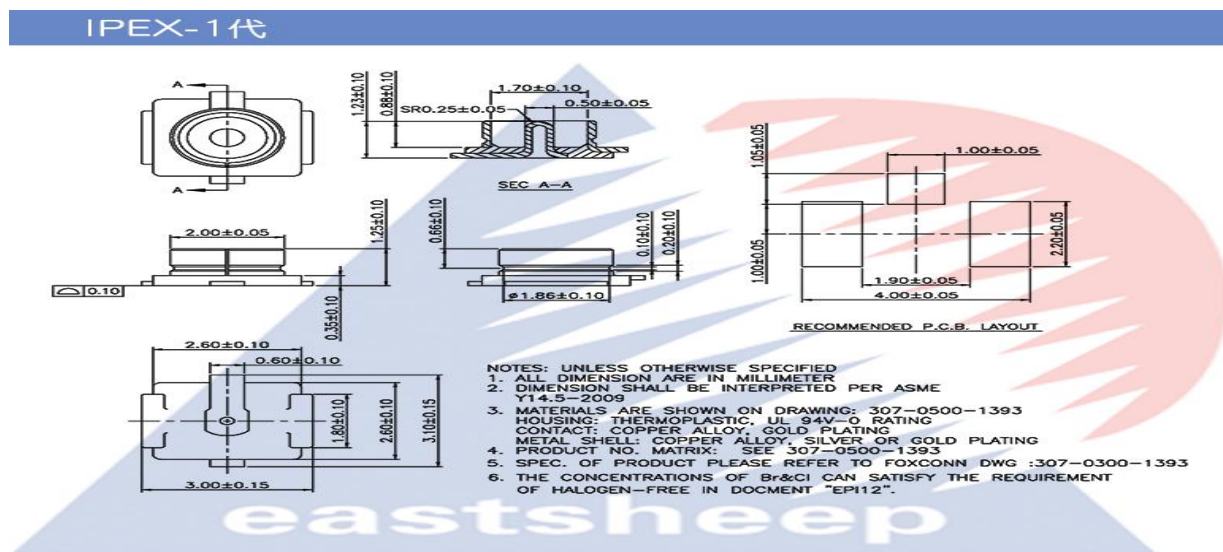 IPEX-1代
A
A
1.23±0.10
0.88±0.10
1.70±0.10
SR0.25±0.05
0.50±0.05
SEC A-A
1.05±0.05
1.00±0.05
1.00±0.05
2.20±0.05
1.90±0.05
4.00±0.05
RECOMMENDED P.C.B. LAYOUT
2.00±0.05
1.25±0.10
0.10
0.35±0.10
0.66±0.10
0.10±0.10
0.20±0.10
ø1.86±0.10
2.60±0.10
0.60±0.10
1.80±0.10
2.60±0.10
3.10±0.15
3.00±0.15
NOTES: UNLESS OTHERWISE SPECIFIED
1. ALL DIMENSION ARE IN MILLIMETER
2. DIMENSION SHALL BE INTERPRETED PER ASME
Y14.5-2009
3. MATERIALS ARE SHOWN ON DRAWING: 307-0500-1393
HOUSING: THERMOPLASTIC, UL 94V-0 RATING
CONTACT: COPPER ALLOY, GOLD PLATING
METAL SHELL: COPPER ALLOY, SILVER OR GOLD PLATING
4. PRODUCT NO. MATRIX: SEE 307-0500-1393
5. SPEC. OF PRODUCT PLEASE REFER TO FOXCONN DWG :307-0300-1393
6. THE CONCENTRATIONS OF Br&Cl CAN SATISFY THE REQUIREMENT
OF HALOGEN-FREE IN DOCMENT "EPI12".
eastsheep